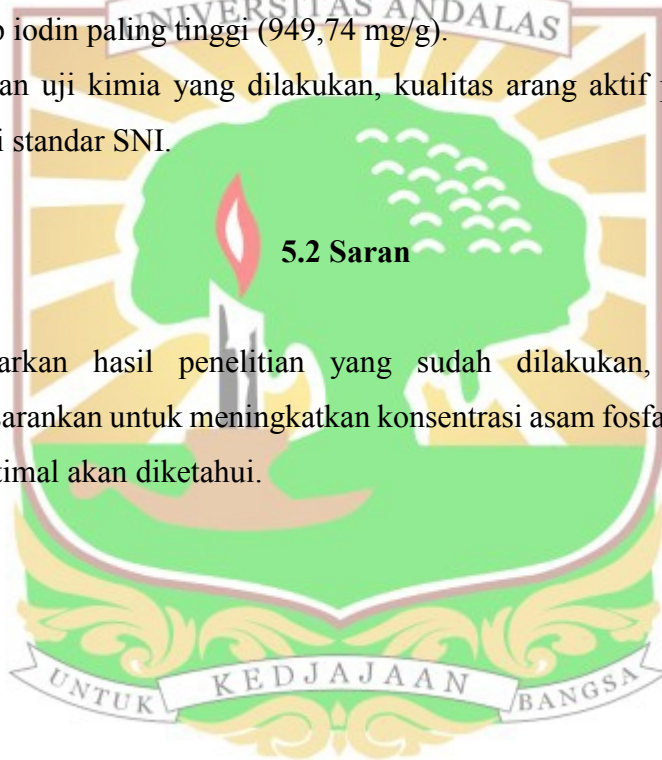 UNIVERSITAS ANDALAS
iodin paling tinggi (949,74 mg/g).
an uji kimia yang dilakukan, kualitas arang aktif
standar SNI.
5.2 Saran
arkan hasil penelitian yang sudah dilakukan,
sarankan untuk meningkatkan konsentrasi asam fosfa
timal akan diketahui.
UNTUK KEDJAJAAN BANGSA